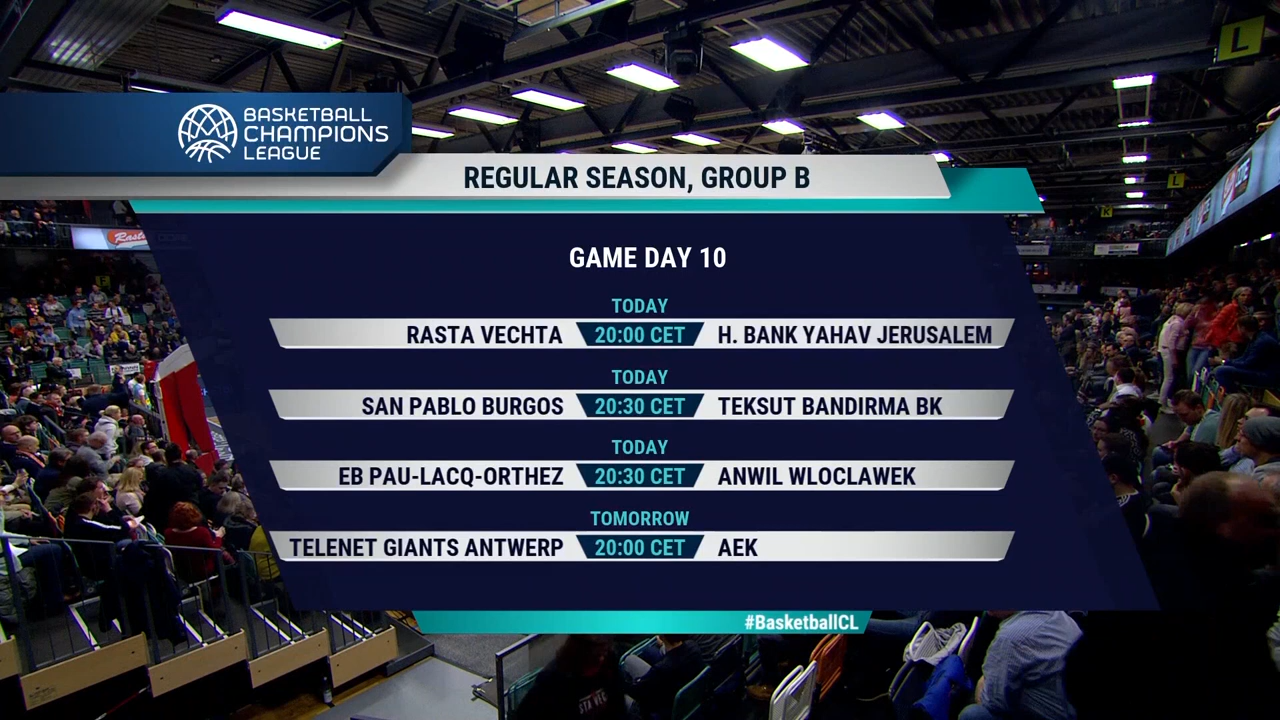 L
BASKETBALL
CHAMPIONS
LEAGUE
REGULAR SEASON, GROUP B
L
K
Rasta
GAME DAY 10
TODAY
RASTA VECHTA 20:00 CET H. BANK YAHAV JERUSALEM
TODAY
SAN PABLO BURGOS 20:30 CET TEKSUT BANDIRMA BK
TODAY
EB PAU-LACQ-ORTHEZ 20:30 CET ANWIL WLOCLAWEK
TOMORROW
TELENET GIANTS ANTWERP 20:00 CET AEK
#BasketballCL